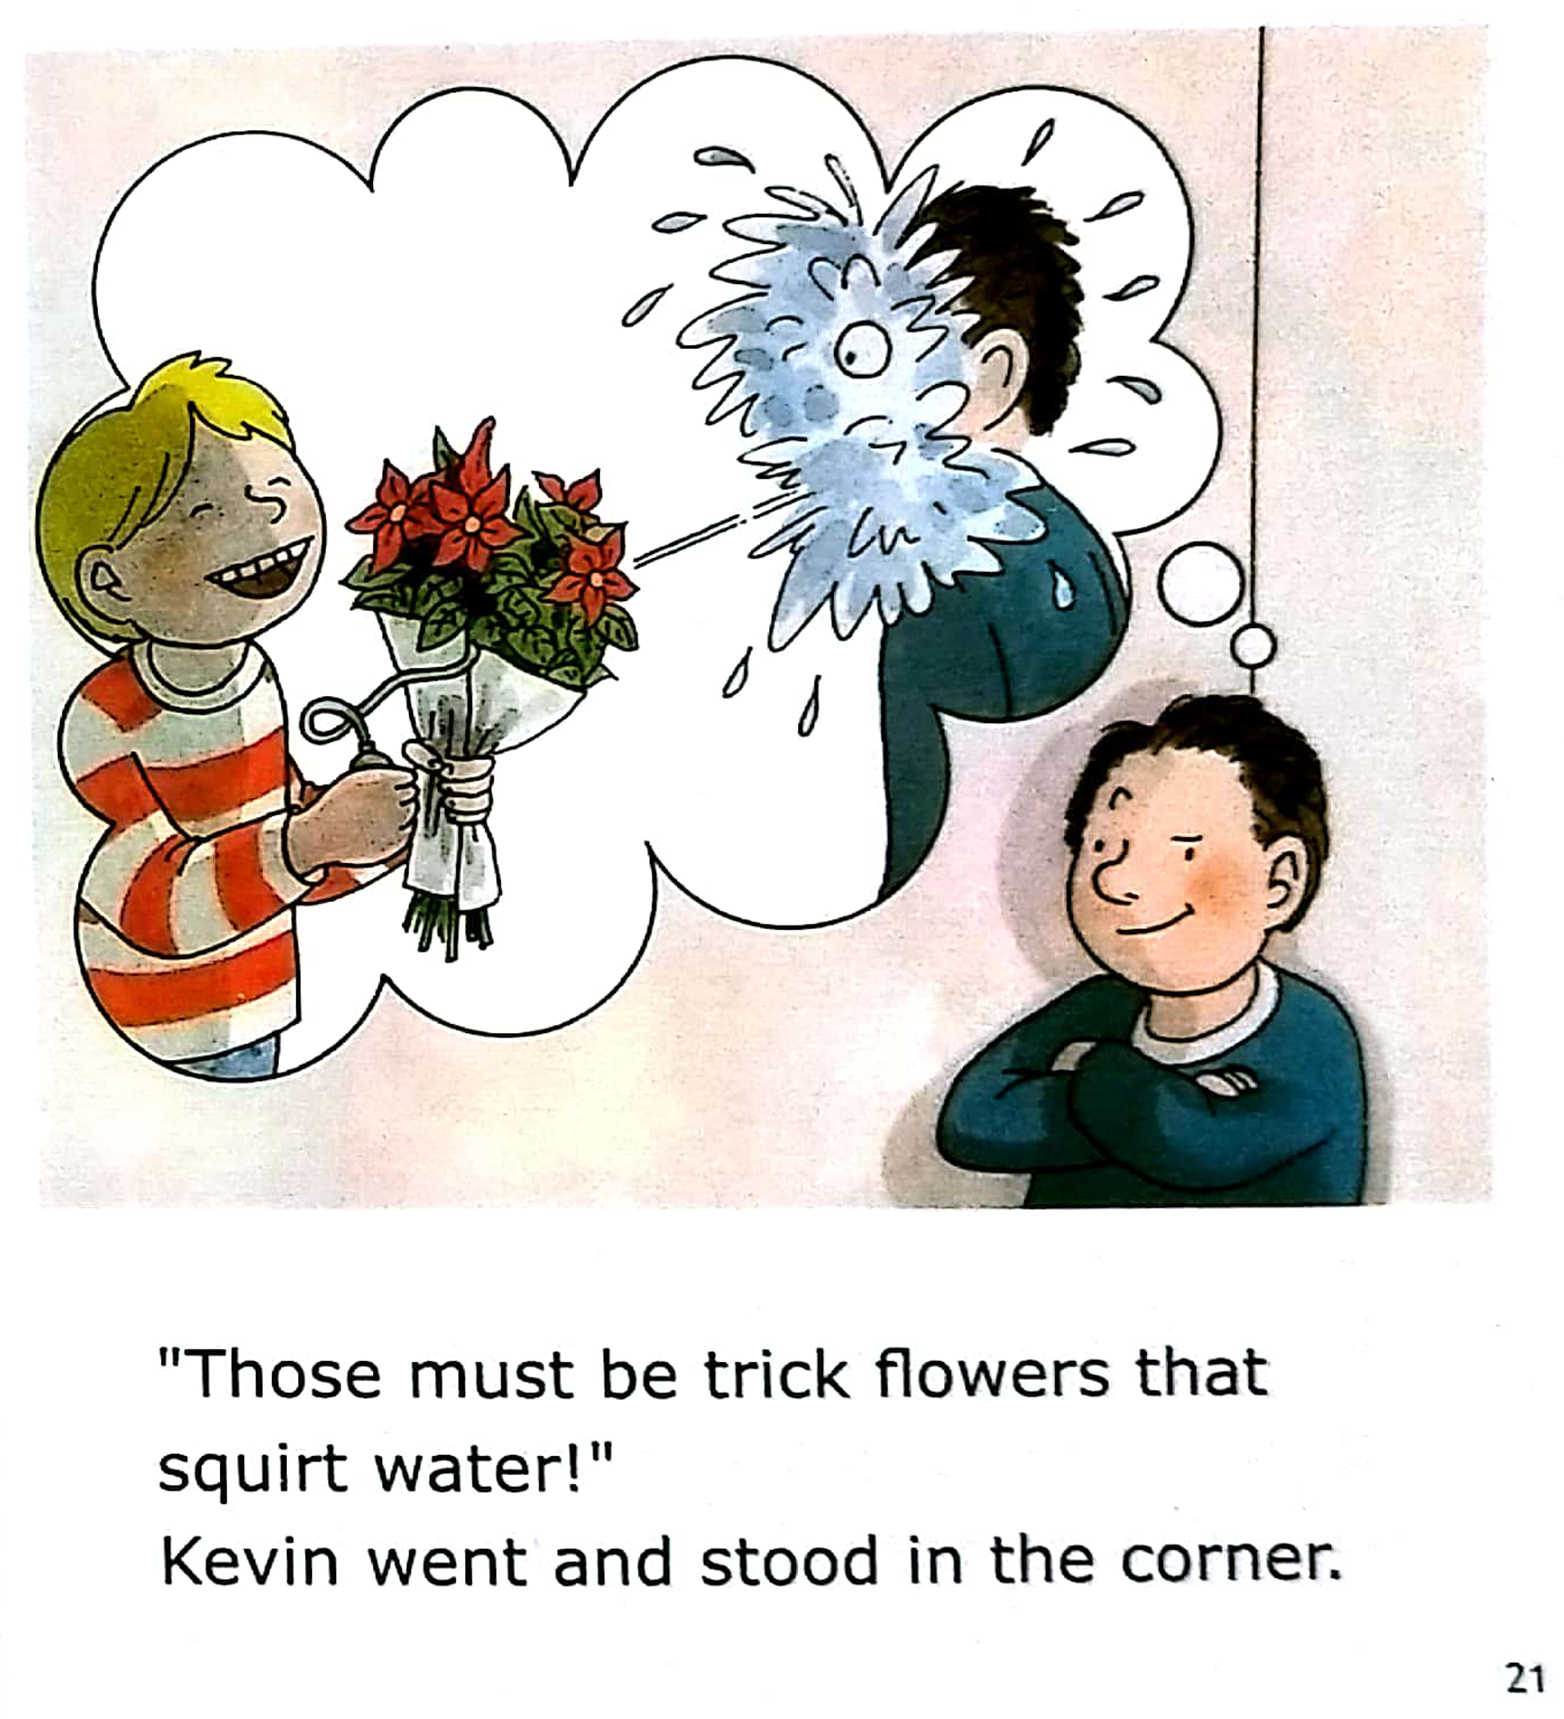 "Those must be trick flowers that
squirt water!"
Kevin went and stood in the corner.
21